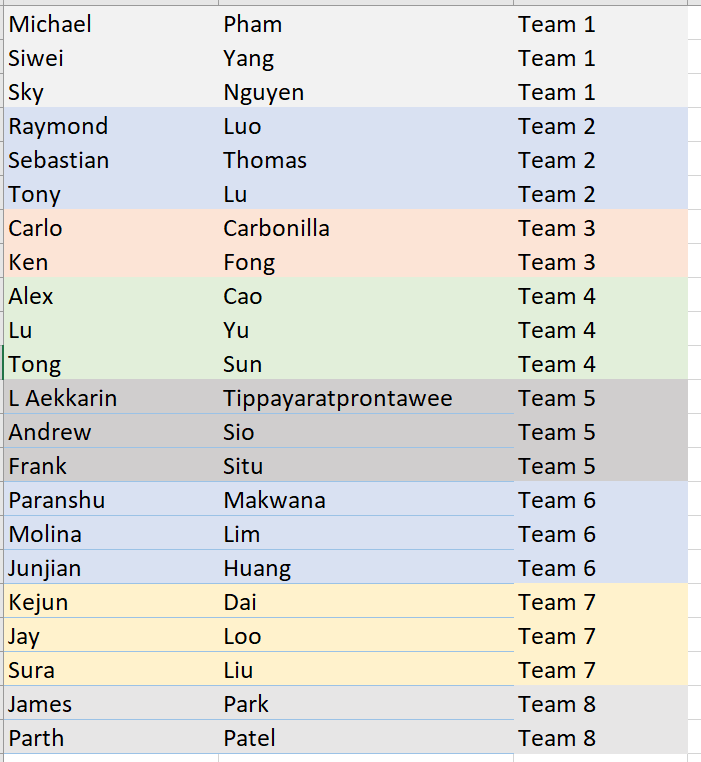 Michael Pham Team 1
Siwei Yang Team 1
Sky Nguyen Team 1
Raymond Luo Team 2
Sebastian Thomas Team 2
Tony Lu Team 2
Carlo Carbonilla Team 3
Ken Fong Team 3
Alex Cao Team 4
Lu Yu Team 4
Tong Sun Team 4
L Aekkarin Tippayaratprontawee Team 5
Andrew Sio Team 5
Frank Situ Team 5
Paranshu Makwana Team 6
Molina Lim Team 6
Junjian Huang Team 6
Kejun Dai Team 7
Jay Loo Team 7
Sura Liu Team 7
James Park Team 8
Parth Patel Team 8